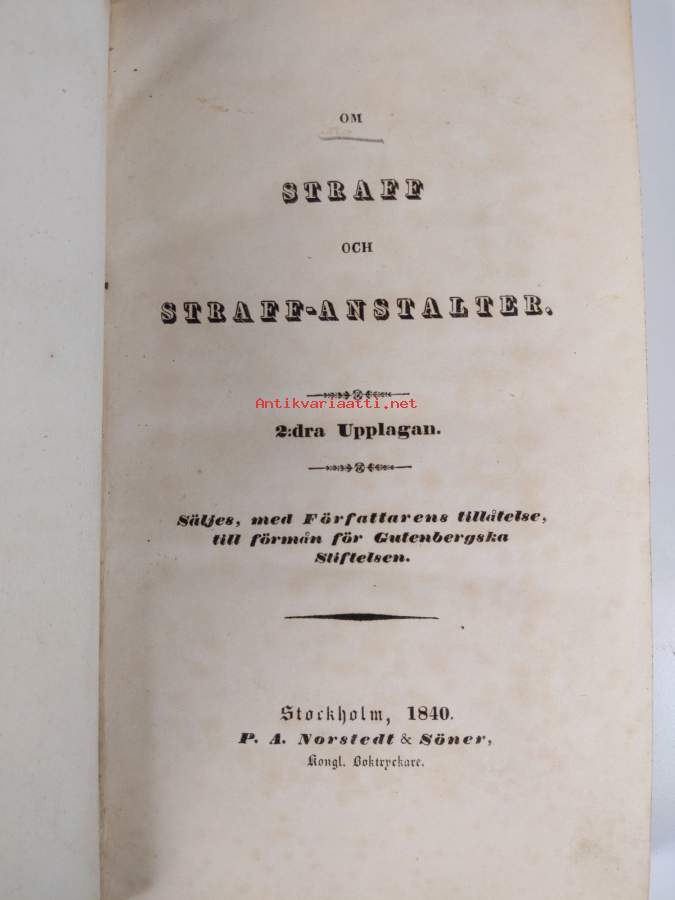 OM
STRAFF
OCH
STRAFF-ANSTALTER.
Antikvariaatti.net
2:dra Upplagan.
Säljes, med Författarens tillåtelse,
till förmån för Gutenbergska
Stiftelsen.
Stockholm, 1840.
P. A. Norstedt & Söner,
Kongl. Boktryckare.